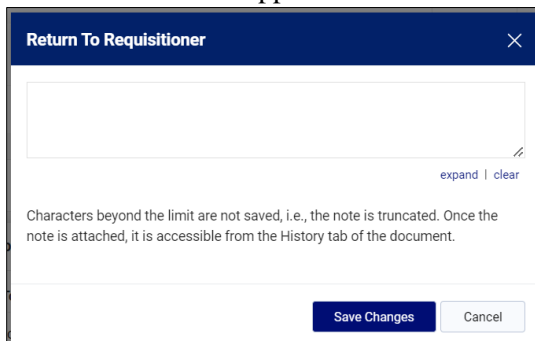 Return To Requisitioner
expand | clear
Characters beyond the limit are not saved, i.e., the note is truncated. Once the
note is attached, it is accessible from the History tab of the document.
Save Changes Cancel